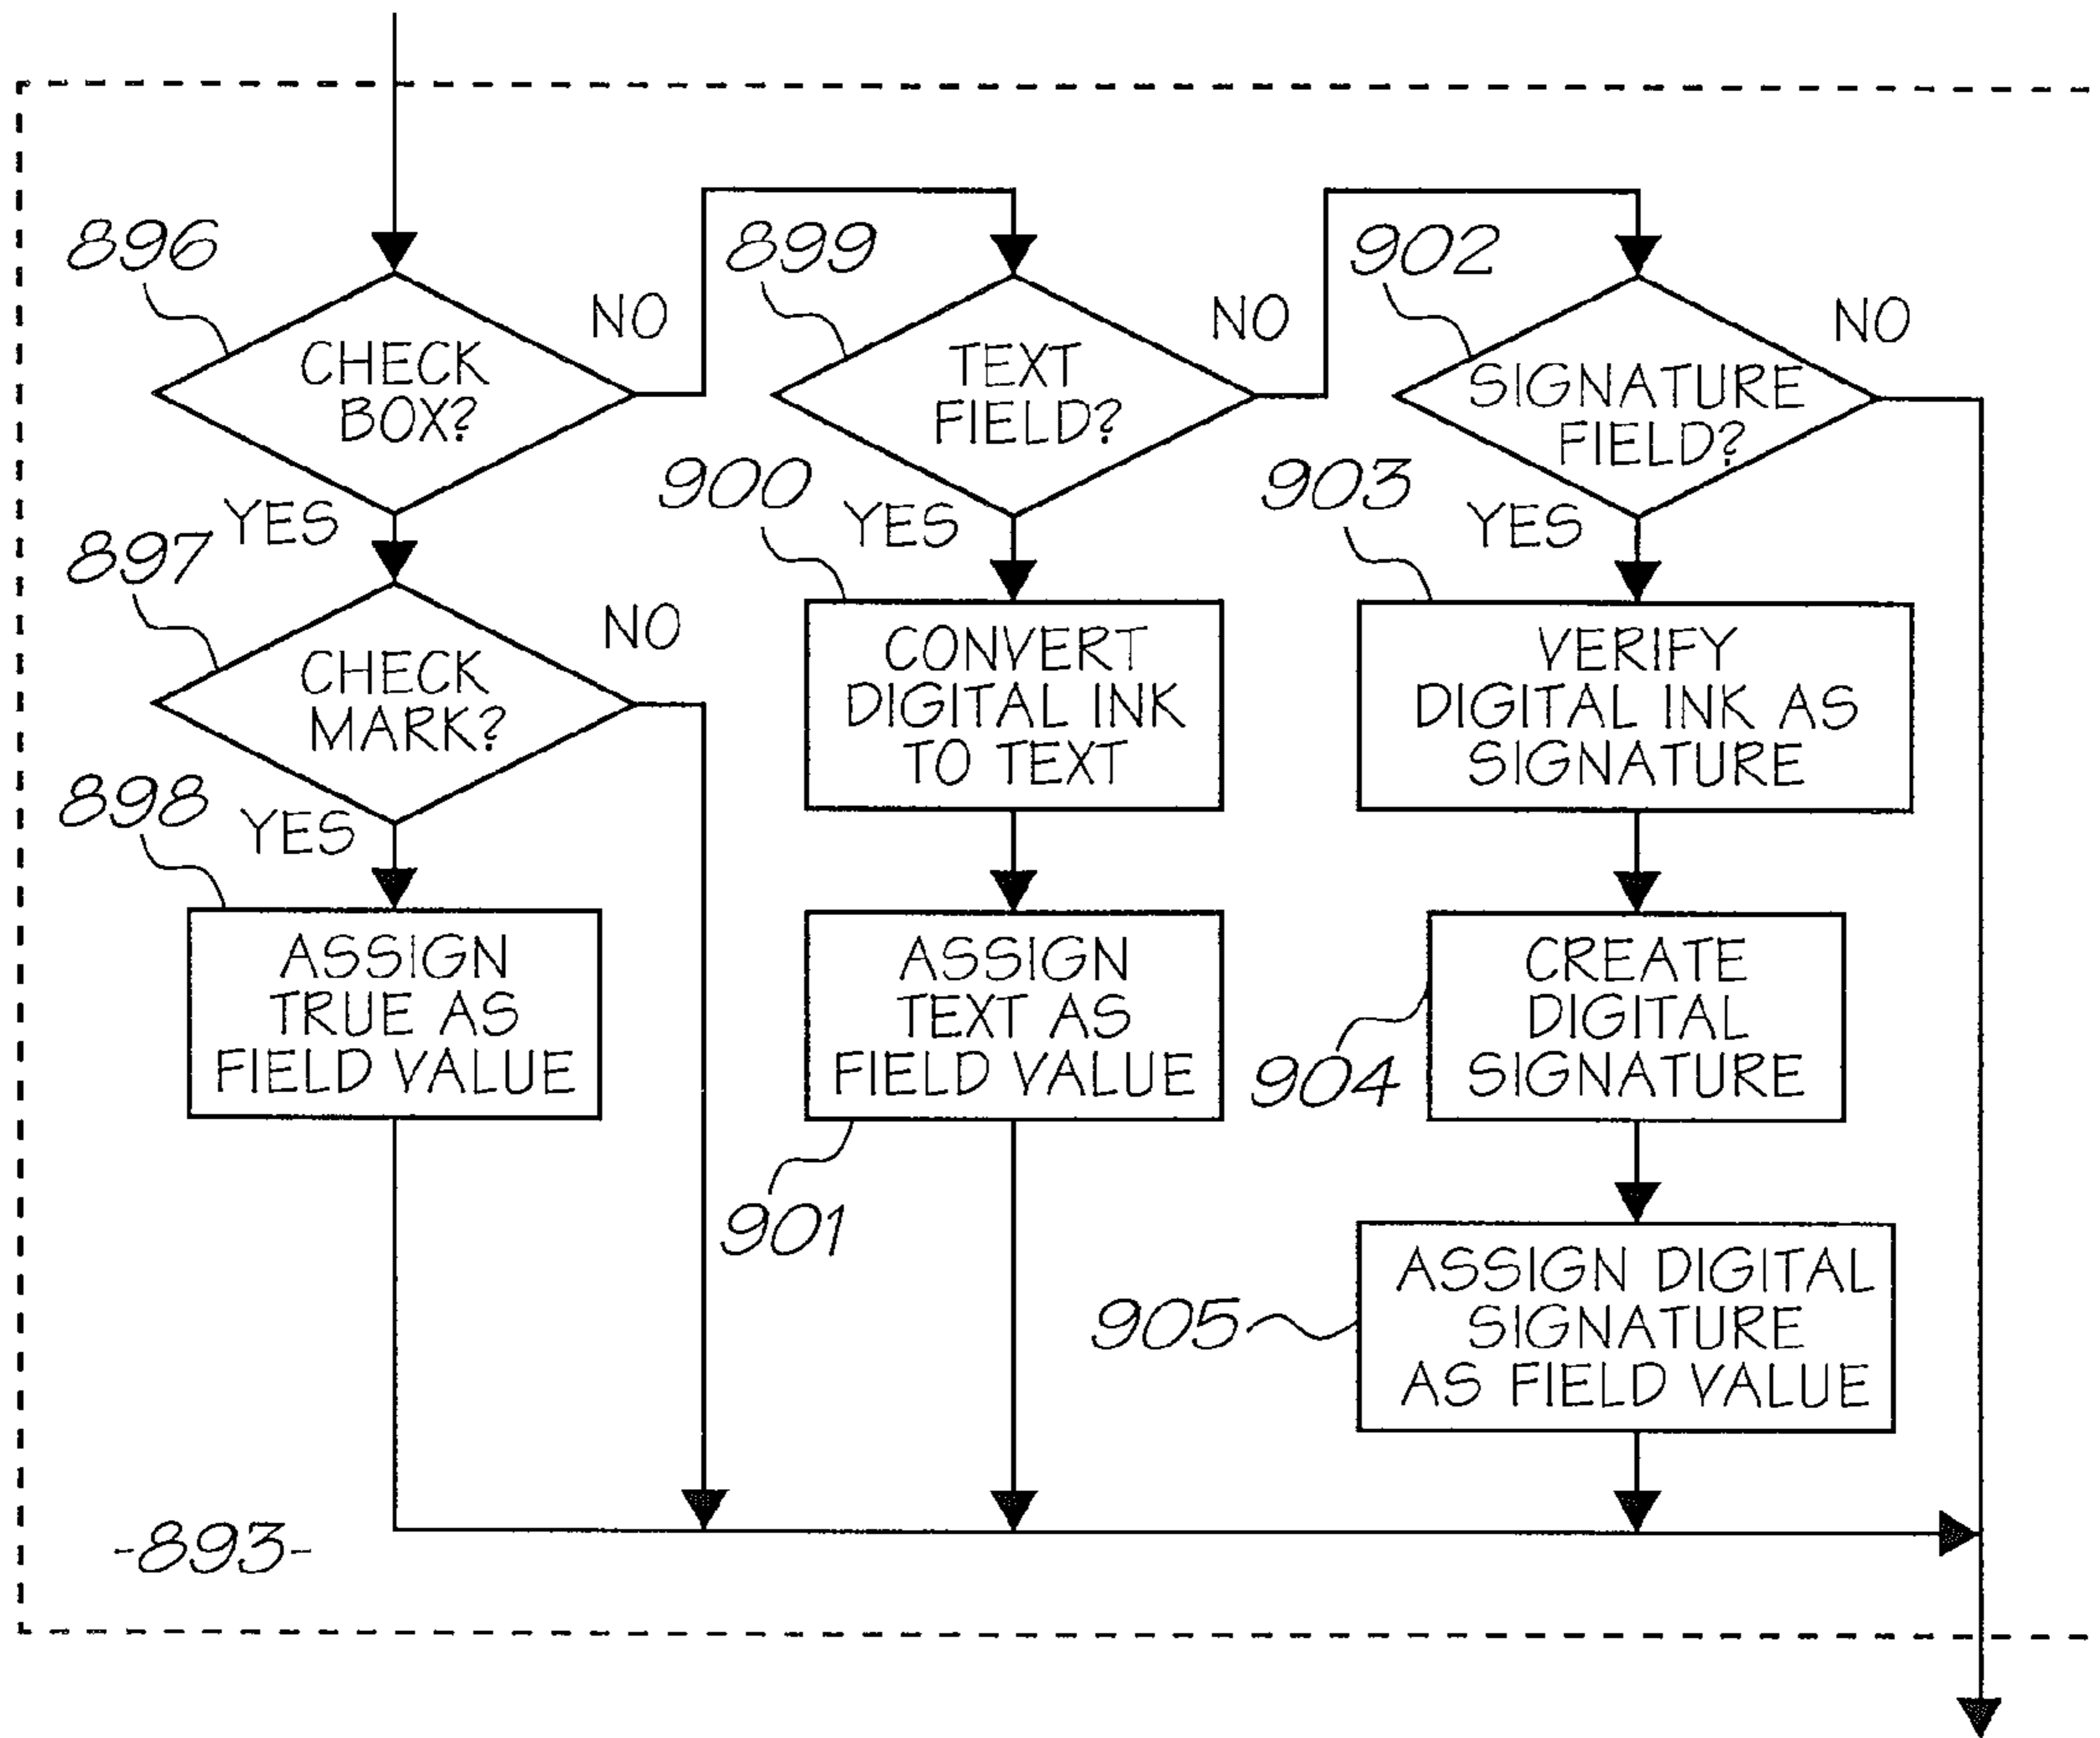 896
CHECK
BOX?
NO
YES
897
CHECK
MARK?
NO
YES
898
ASSIGN
TRUE AS
FIELD VALUE
899
TEXT
FIELD?
NO
YES
900
CONVERT
DIGITAL INK
TO TEXT
ASSIGN
TEXT AS
FIELD VALUE
901
902
SIGNATURE
FIELD?
NO
YES
903
VERIFY
DIGITAL INK AS
SIGNATURE
CREATE
DIGITAL
SIGNATURE
904
ASSIGN DIGITAL
SIGNATURE
AS FIELD VALUE
905
-893-